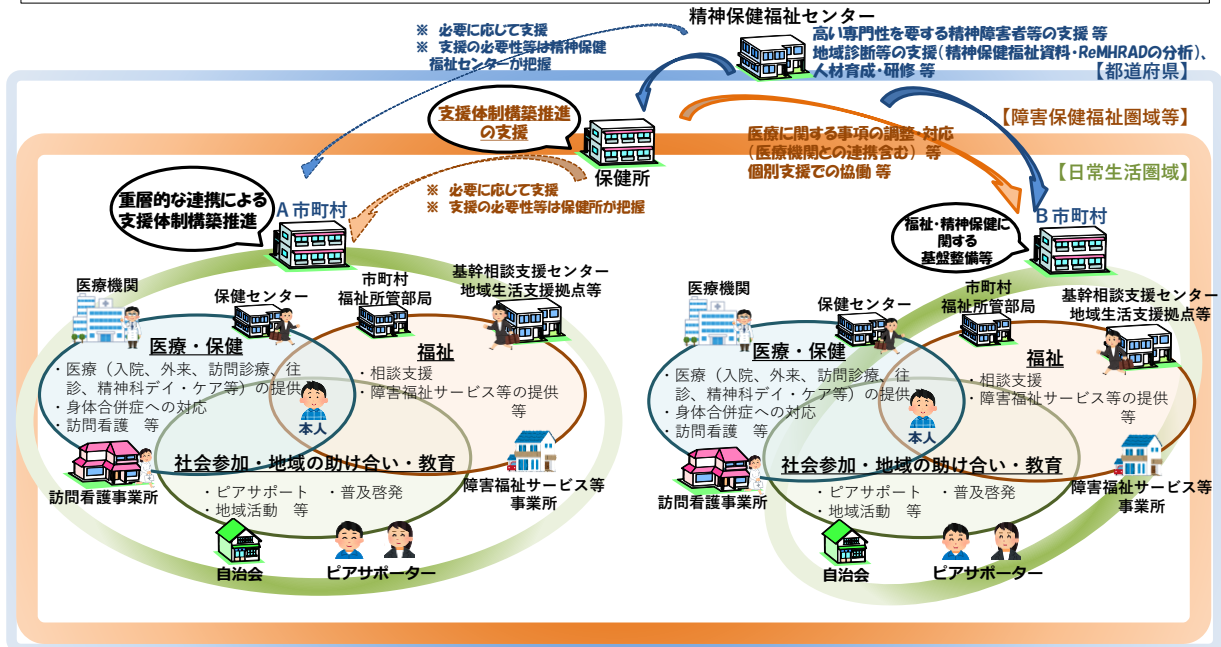 精神保健福祉センター
※ 必要に応じて支援
※ 支援の必要性等は精神保健
福祉センターが把握
高い専門性を要する精神障害者等の支援 等
地域診断等の支援(精神保健福祉資料・ReMHRADの分析)、
人材育成・研修 等
【都道府県】
支援体制構築推進
の支援
保健所
【障害保健福祉圏域等】
医療に関する事項の調整・対応
(医療機関との連携含む) 等
個別支援での協働 等
【日常生活圏域】
※ 必要に応じて支援
※ 支援の必要性等は保健所が把握
重層的な連携による
支援体制構築推進
A市町村
医療機関
保健センター
市町村
福祉所管部局
基幹相談支援センター
地域生活支援拠点等
医療・保健
・医療(入院、外来、訪問診療、往
診、精神科デイ・ケア等)の提供
・身体合併症への対応
・訪問看護 等
福祉
・相談支援
・障害福祉サービス等の提供
等
本人
社会参加・地域の助け合い・教育
・ピアサポート ・普及啓発
・地域活動 等
訪問看護事業所
障害福祉サービス等
事業所
自治会
ピアサポーター
B市町村
福祉・精神保健に
関する
基盤整備等
医療機関
保健センター
市町村
福祉所管部局
基幹相談支援センター
地域生活支援拠点等
医療・保健
・医療(入院、外来、訪問診療、往
診、精神科デイ・ケア等)の提供
・身体合併症への対応
・訪問看護 等
福祉
・相談支援
・障害福祉サービス等の提供
等
本人
社会参加・地域の助け合い・教育
・ピアサポート ・普及啓発
・地域活動 等
訪問看護事業所
障害福祉サービス等
事業所
自治会
ピアサポーター